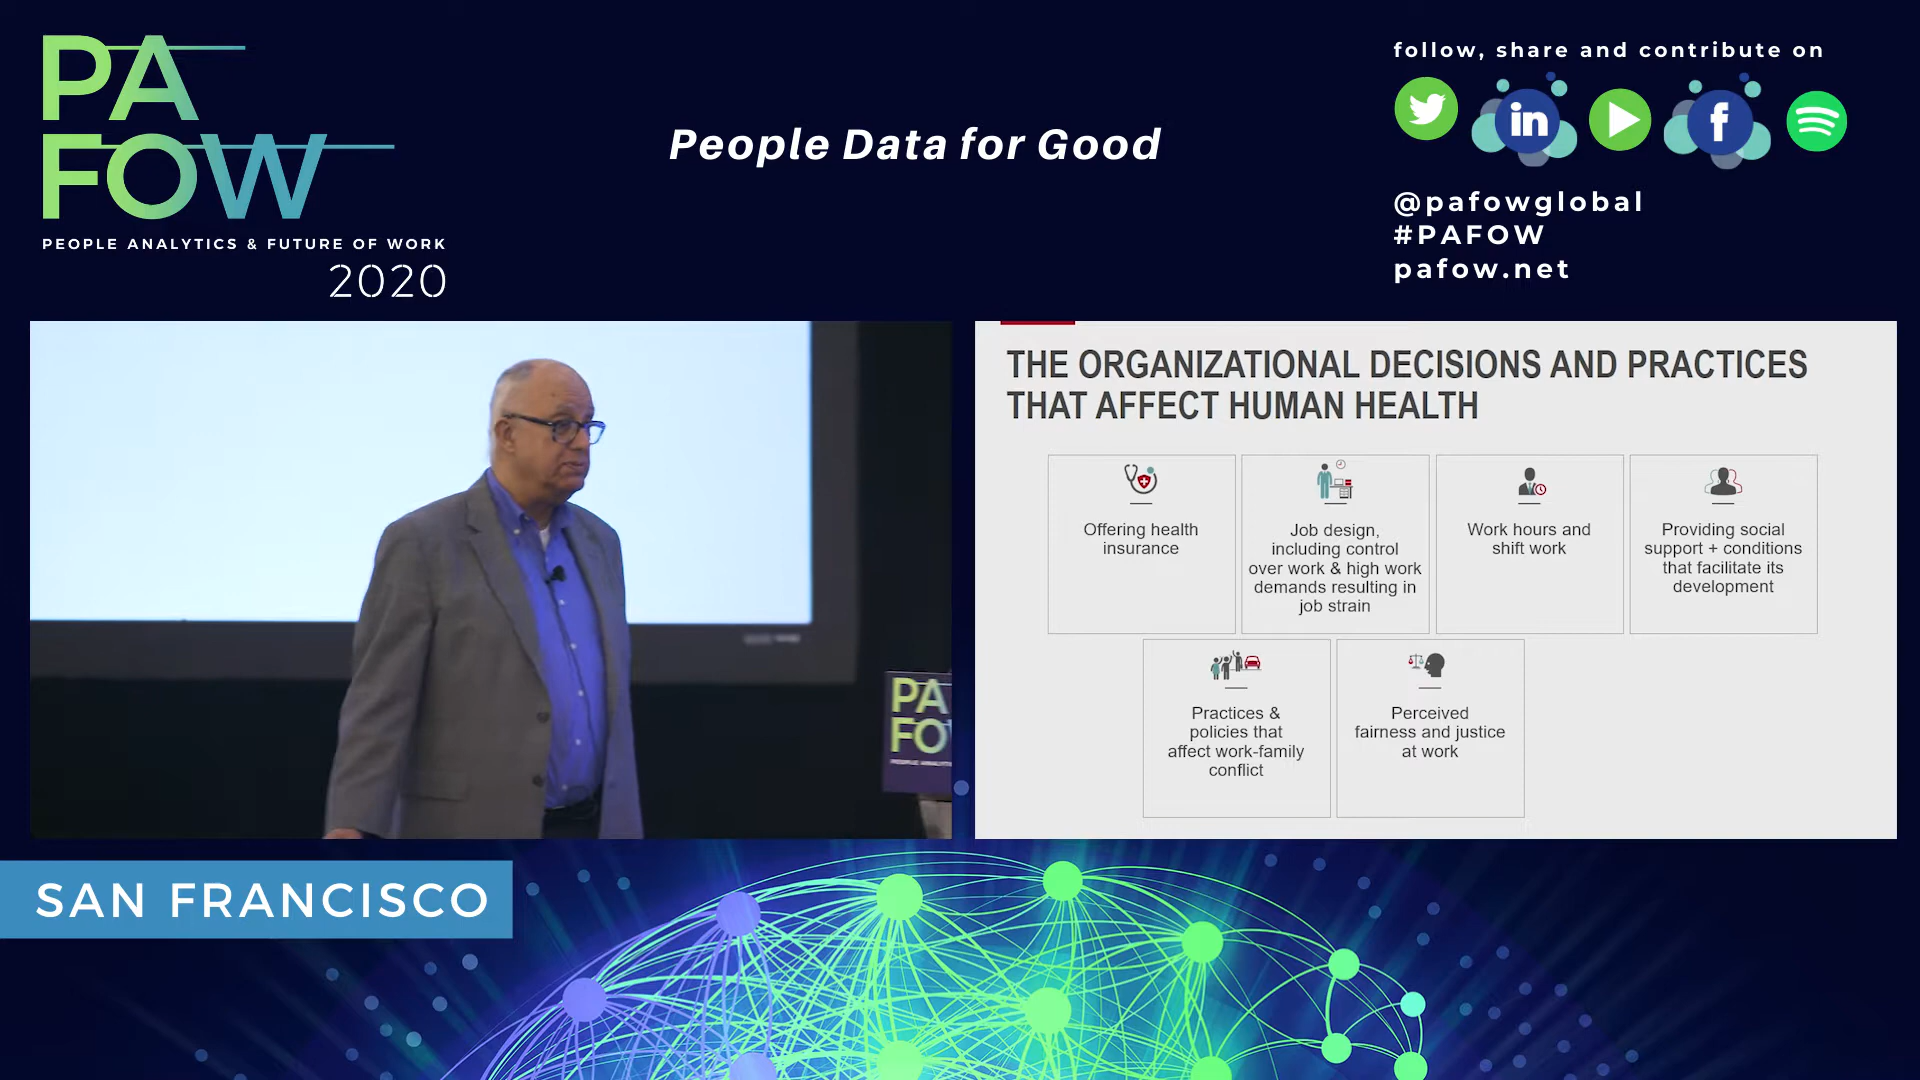 PA
FOW
PEOPLE ANALYTICS & FUTURE OF WORK
2020
People Data for Good
follow, share and contribute on
in
f
@pafowglobal
#PAFOW
pafow.net
PA
FO
THE ORGANIZATIONAL DECISIONS AND PRACTICES
THAT AFFECT HUMAN HEALTH
Offering health
insurance
Job design,
including control
over work & high work
demands resulting in
job strain
Work hours and
shift work
Providing social
support + conditions
that facilitate its
development
Practices &
policies that
affect work-family
conflict
Perceived
fairness and justice
at work
SAN FRANCISCO